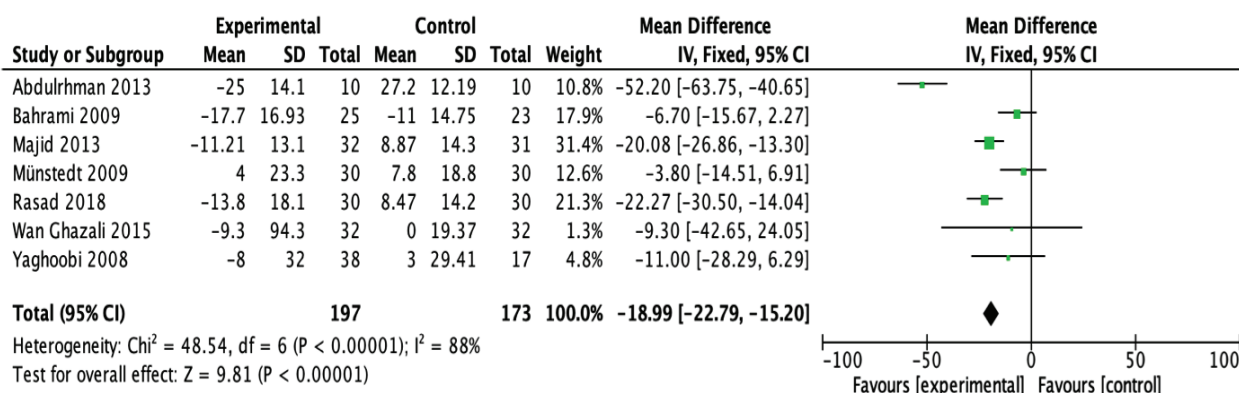 Experimental Control Mean Difference Mean Difference
Study or Subgroup Mean SD Total Mean SD Total Weight IV, Fixed, 95% CI IV, Fixed, 95% CI
Abdulrhman 2013 −25 14.1 10 27.2 12.19 10 10.8% −52.20 [−63.75, −40.65]
Bahrami 2009 −17.7 16.93 25 −11 14.75 23 17.9% −6.70 [−15.67, 2.27]
Majid 2013 −11.21 13.1 32 8.87 14.3 31 31.4% −20.08 [−26.86, −13.30]
Münstedt 2009 4 23.3 30 7.8 18.8 30 12.6% −3.80 [−14.51, 6.91]
Rasad 2018 −13.8 18.1 30 8.47 14.2 30 21.3% −22.27 [−30.50, −14.04]
Wan Ghazali 2015 −9.3 94.3 32 0 19.37 32 1.3% −9.30 [−42.65, 24.05]
Yaghoobi 2008 −8 32 38 3 29.41 17 4.8% −11.00 [−28.29, 6.29]
Total (95% CI) 197 173 100.0% −18.99 [−22.79, −15.20]
Heterogeneity: Chi² = 48.54, df = 6 (P < 0.00001); I² = 88%
Test for overall effect: Z = 9.81 (P < 0.00001)
−100 −50 0 50 100
Favours [experimental] Favours [control]